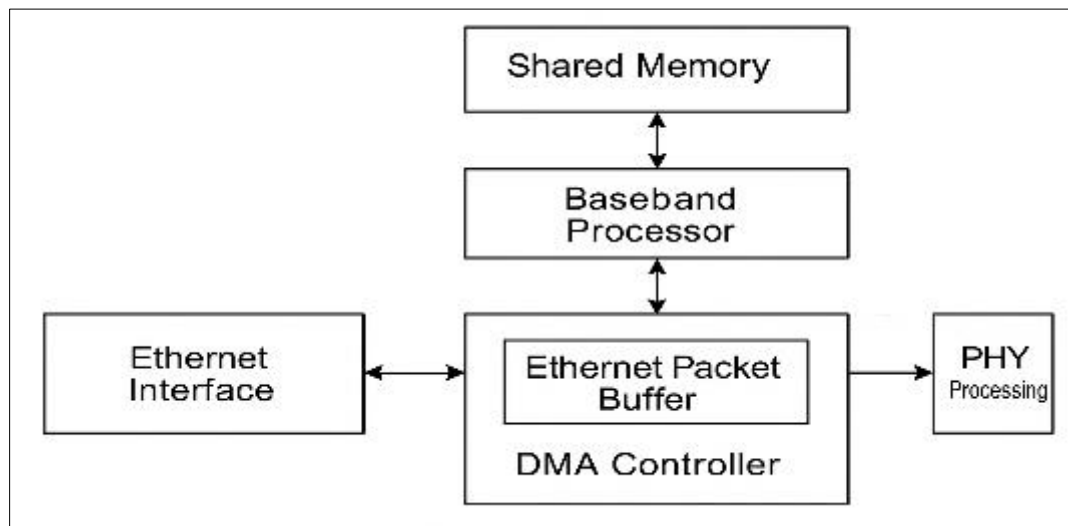 Shared Memory
Baseband
Processor
Ethernet
Interface
Ethernet Packet
Buffer
DMA Controller
PHY
Processing